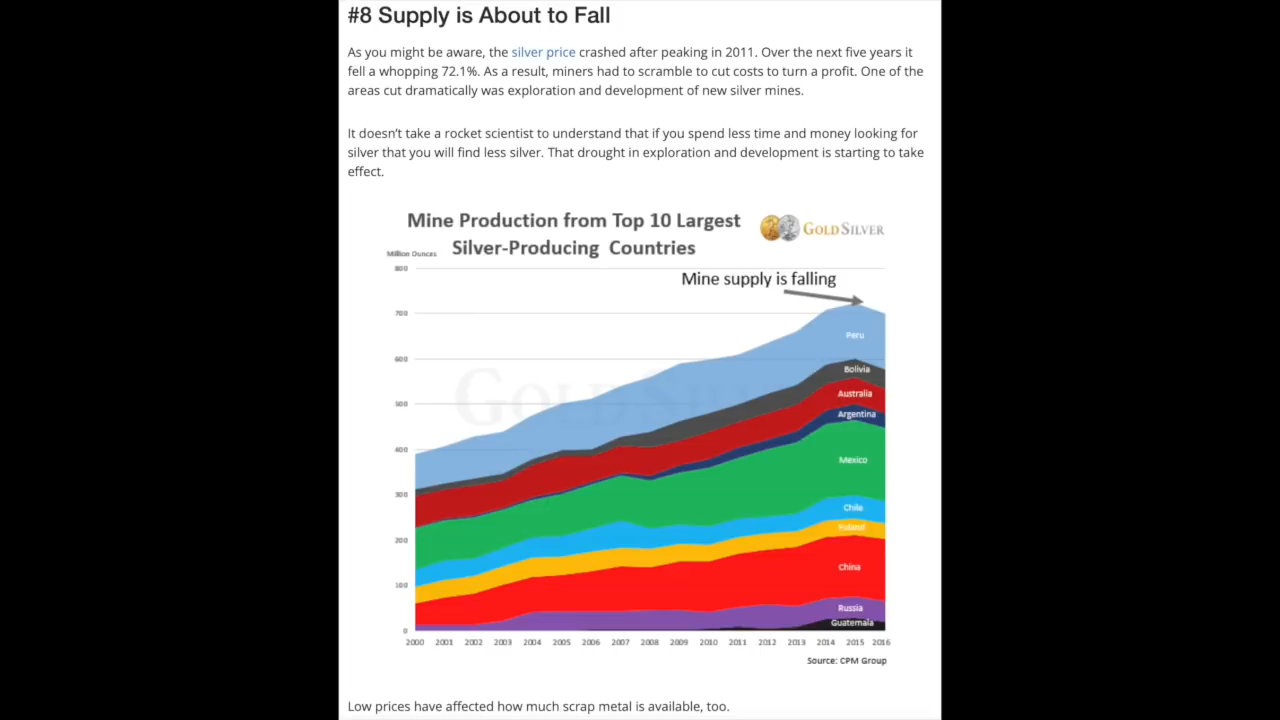 #8 Supply is About to Fall
As you might be aware, the silver price crashed after peaking in 2011. Over the next five years it
fell a whopping 72.1%. As a result, miners had to scramble to cut costs to turn a profit. One of the
areas cut dramatically was exploration and development of new silver mines.
It doesn’t take a rocket scientist to understand that if you spend less time and money looking for
silver that you will find less silver. That drought in exploration and development is starting to take
effect.
Mine Production from Top 10 Largest
Silver-Producing Countries
GOLDSILVER
Million Ounces
800
Mine supply is falling
700
Peru
600
Bolivia
Australia
500
Argentina
400
Mexico
300
Chile
Poland
200
China
100
Russia
Guatemala
0
2000 2001 2002 2003 2004 2005 2006 2007 2008 2009 2010 2011 2012 2013 2014 2015 2016
Source: CPM Group
Low prices have affected how much scrap metal is available, too.